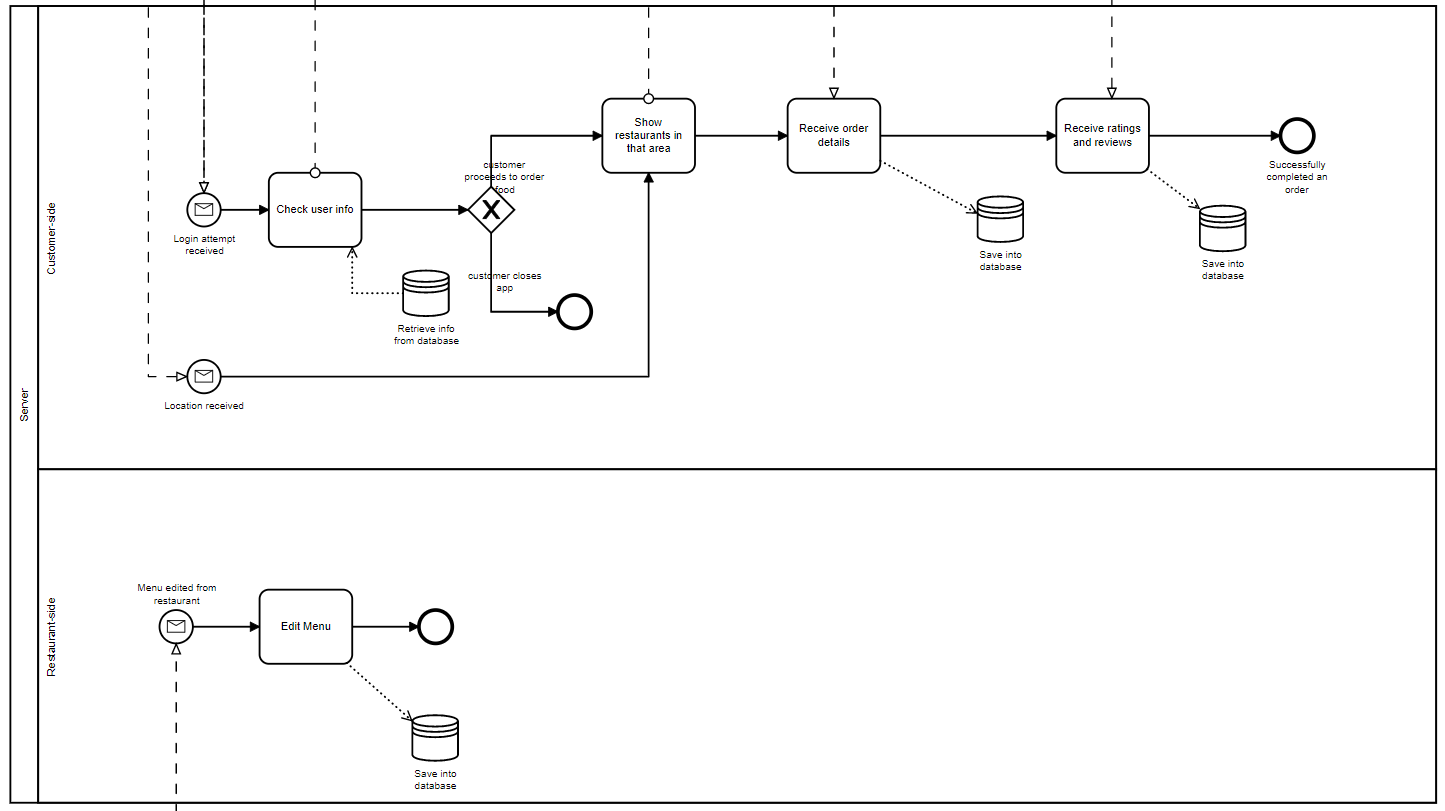 Server
Customer-side
Login attempt
received
Check user info
Retrieve info
from database
customer
proceeds to order
food
customer closes
app
Location received
Show
restaurants in
that area
Receive order
details
Save into
database
Receive ratings
and reviews
Save into
database
Successfully
completed an
order
Restaurant-side
Menu edited from
restaurant
Edit Menu
Save into
database